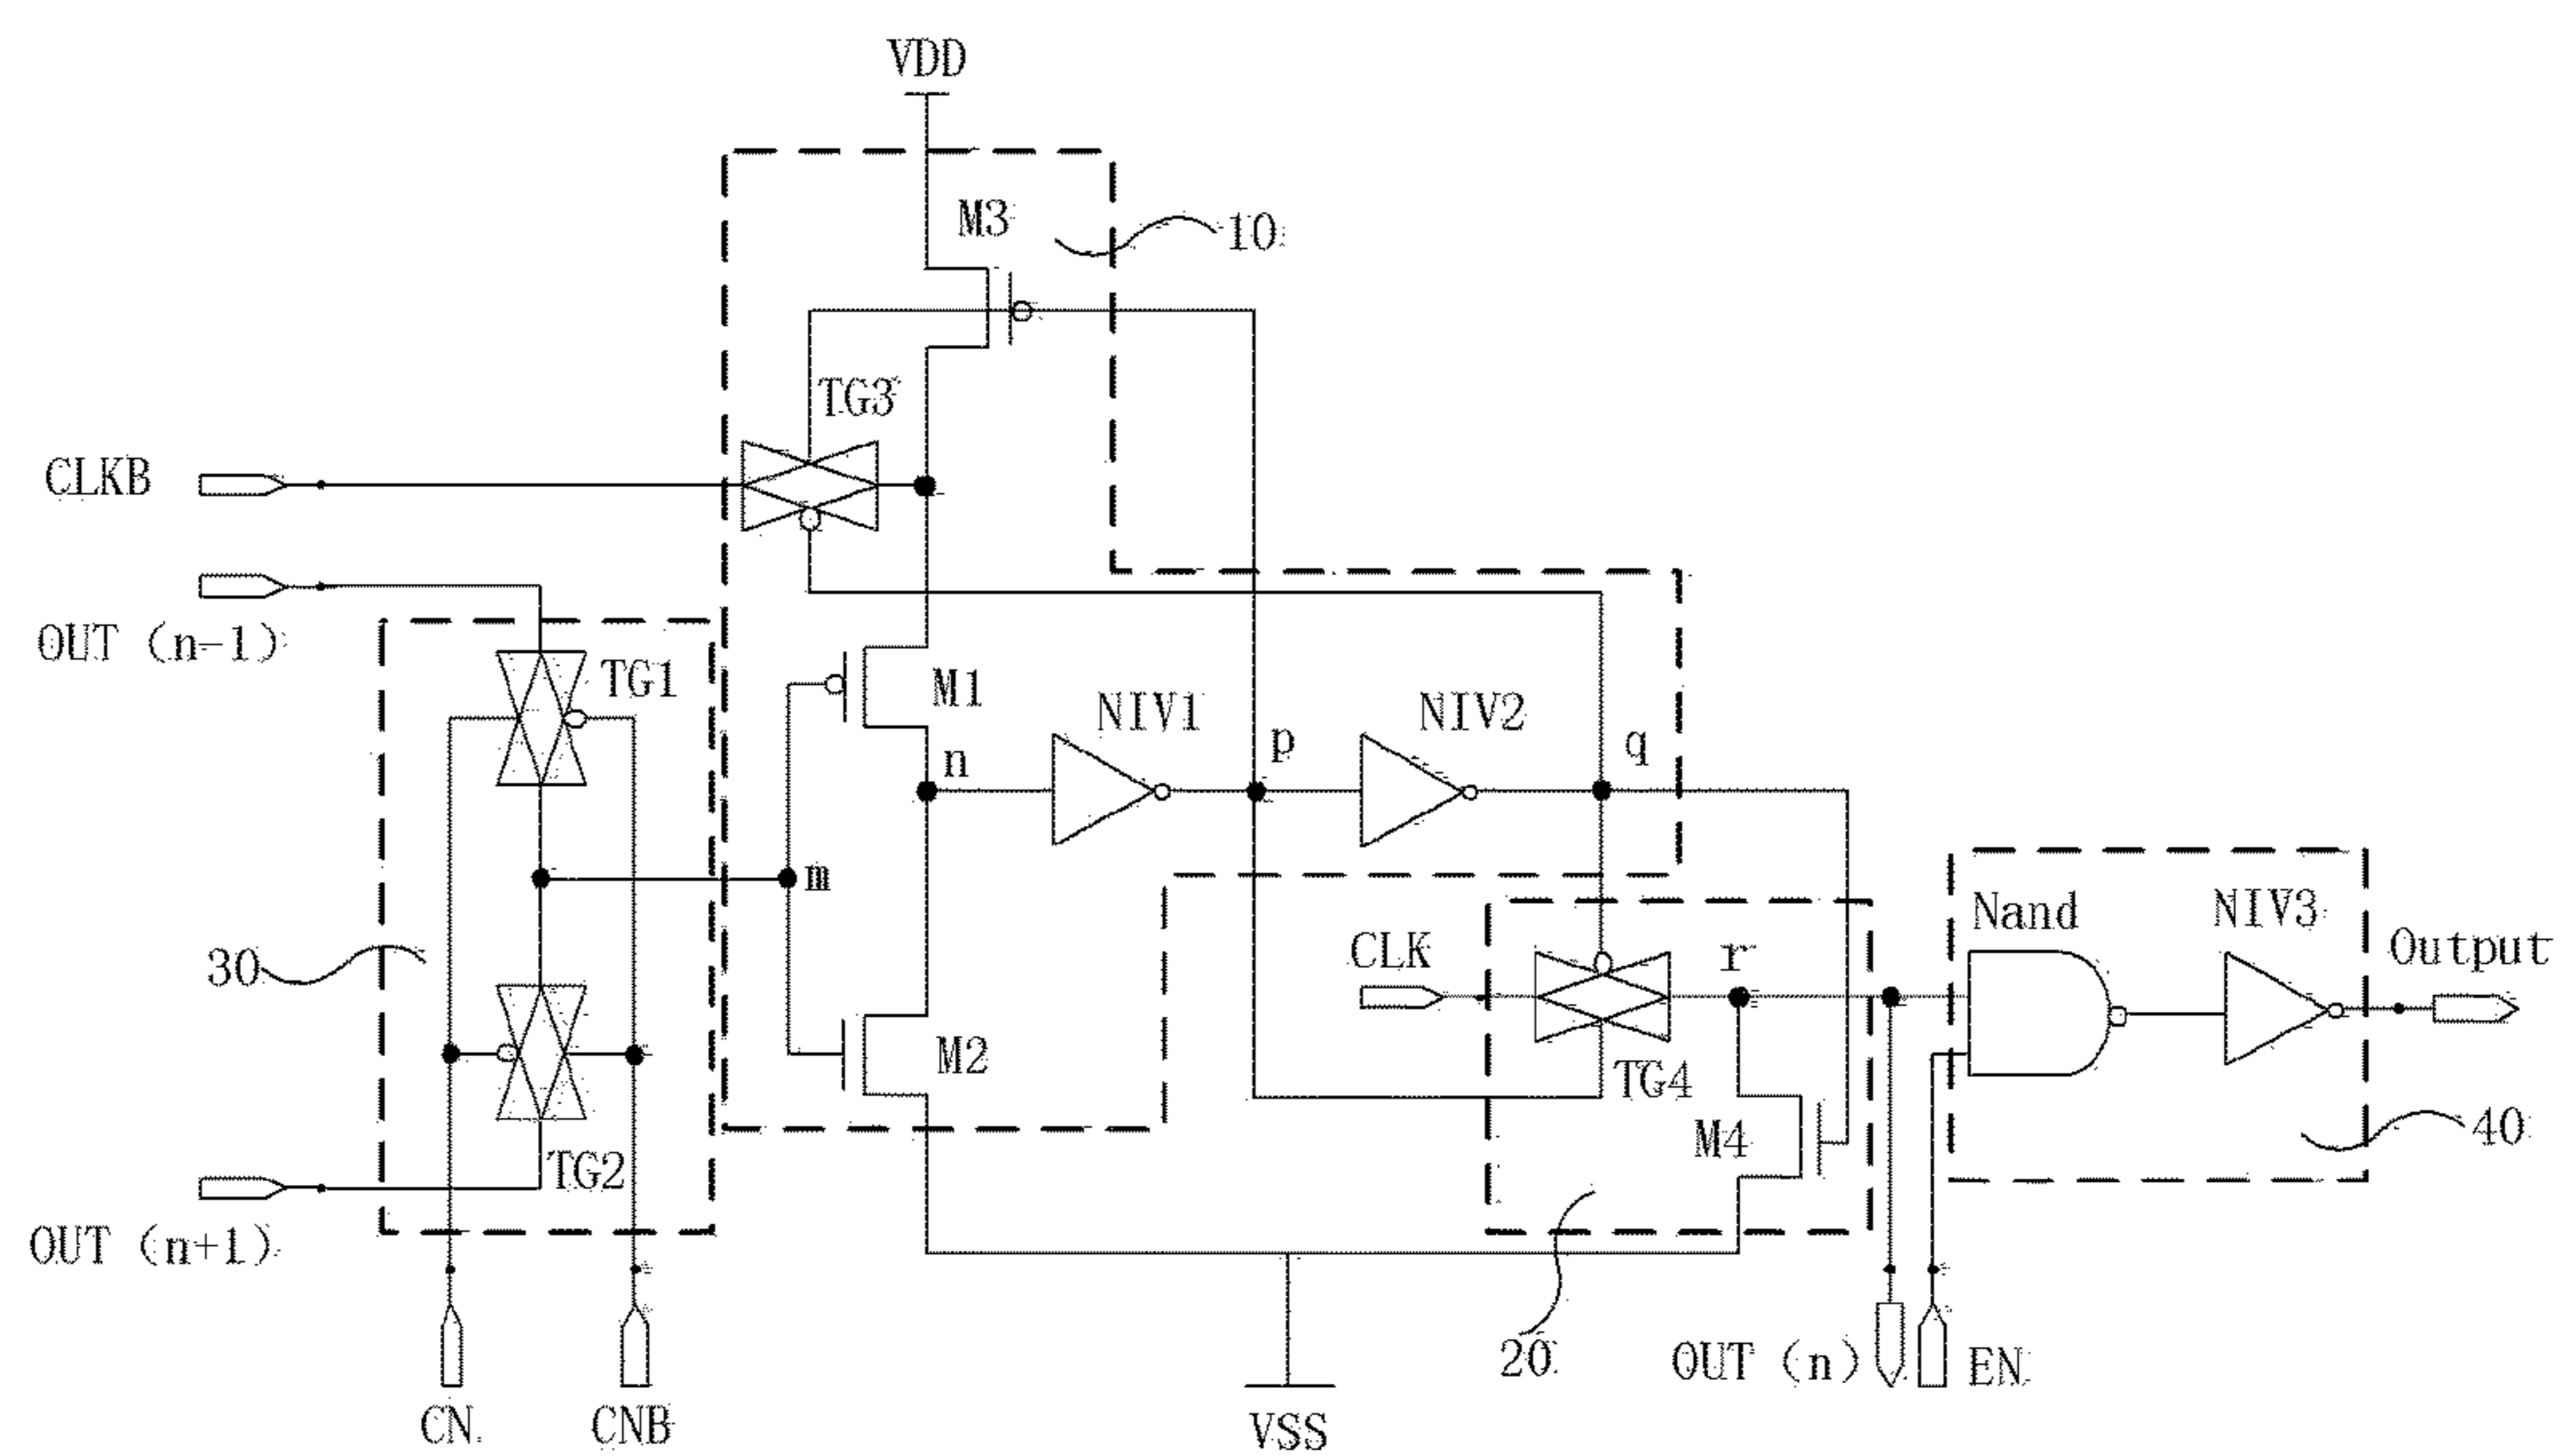 VDD
M3
10
TG3
CLKB
OUT (n-1)
TG1
M1
NIV1
NIV2
n
p
q
m
30
Nand
NIV3
CLK
r
Output
M2
TG4
M4
40
TG2
OUT (n+1)
20
OUT (n)
EN
CN
CNB
VSS